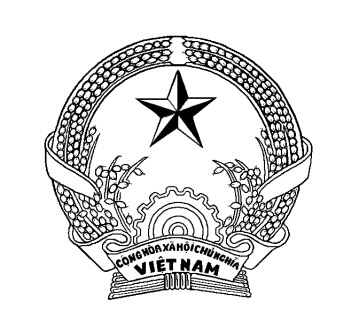 CỘNG HÒA XÃ HỘI CHỦ NGHĨA
VIỆT NAM